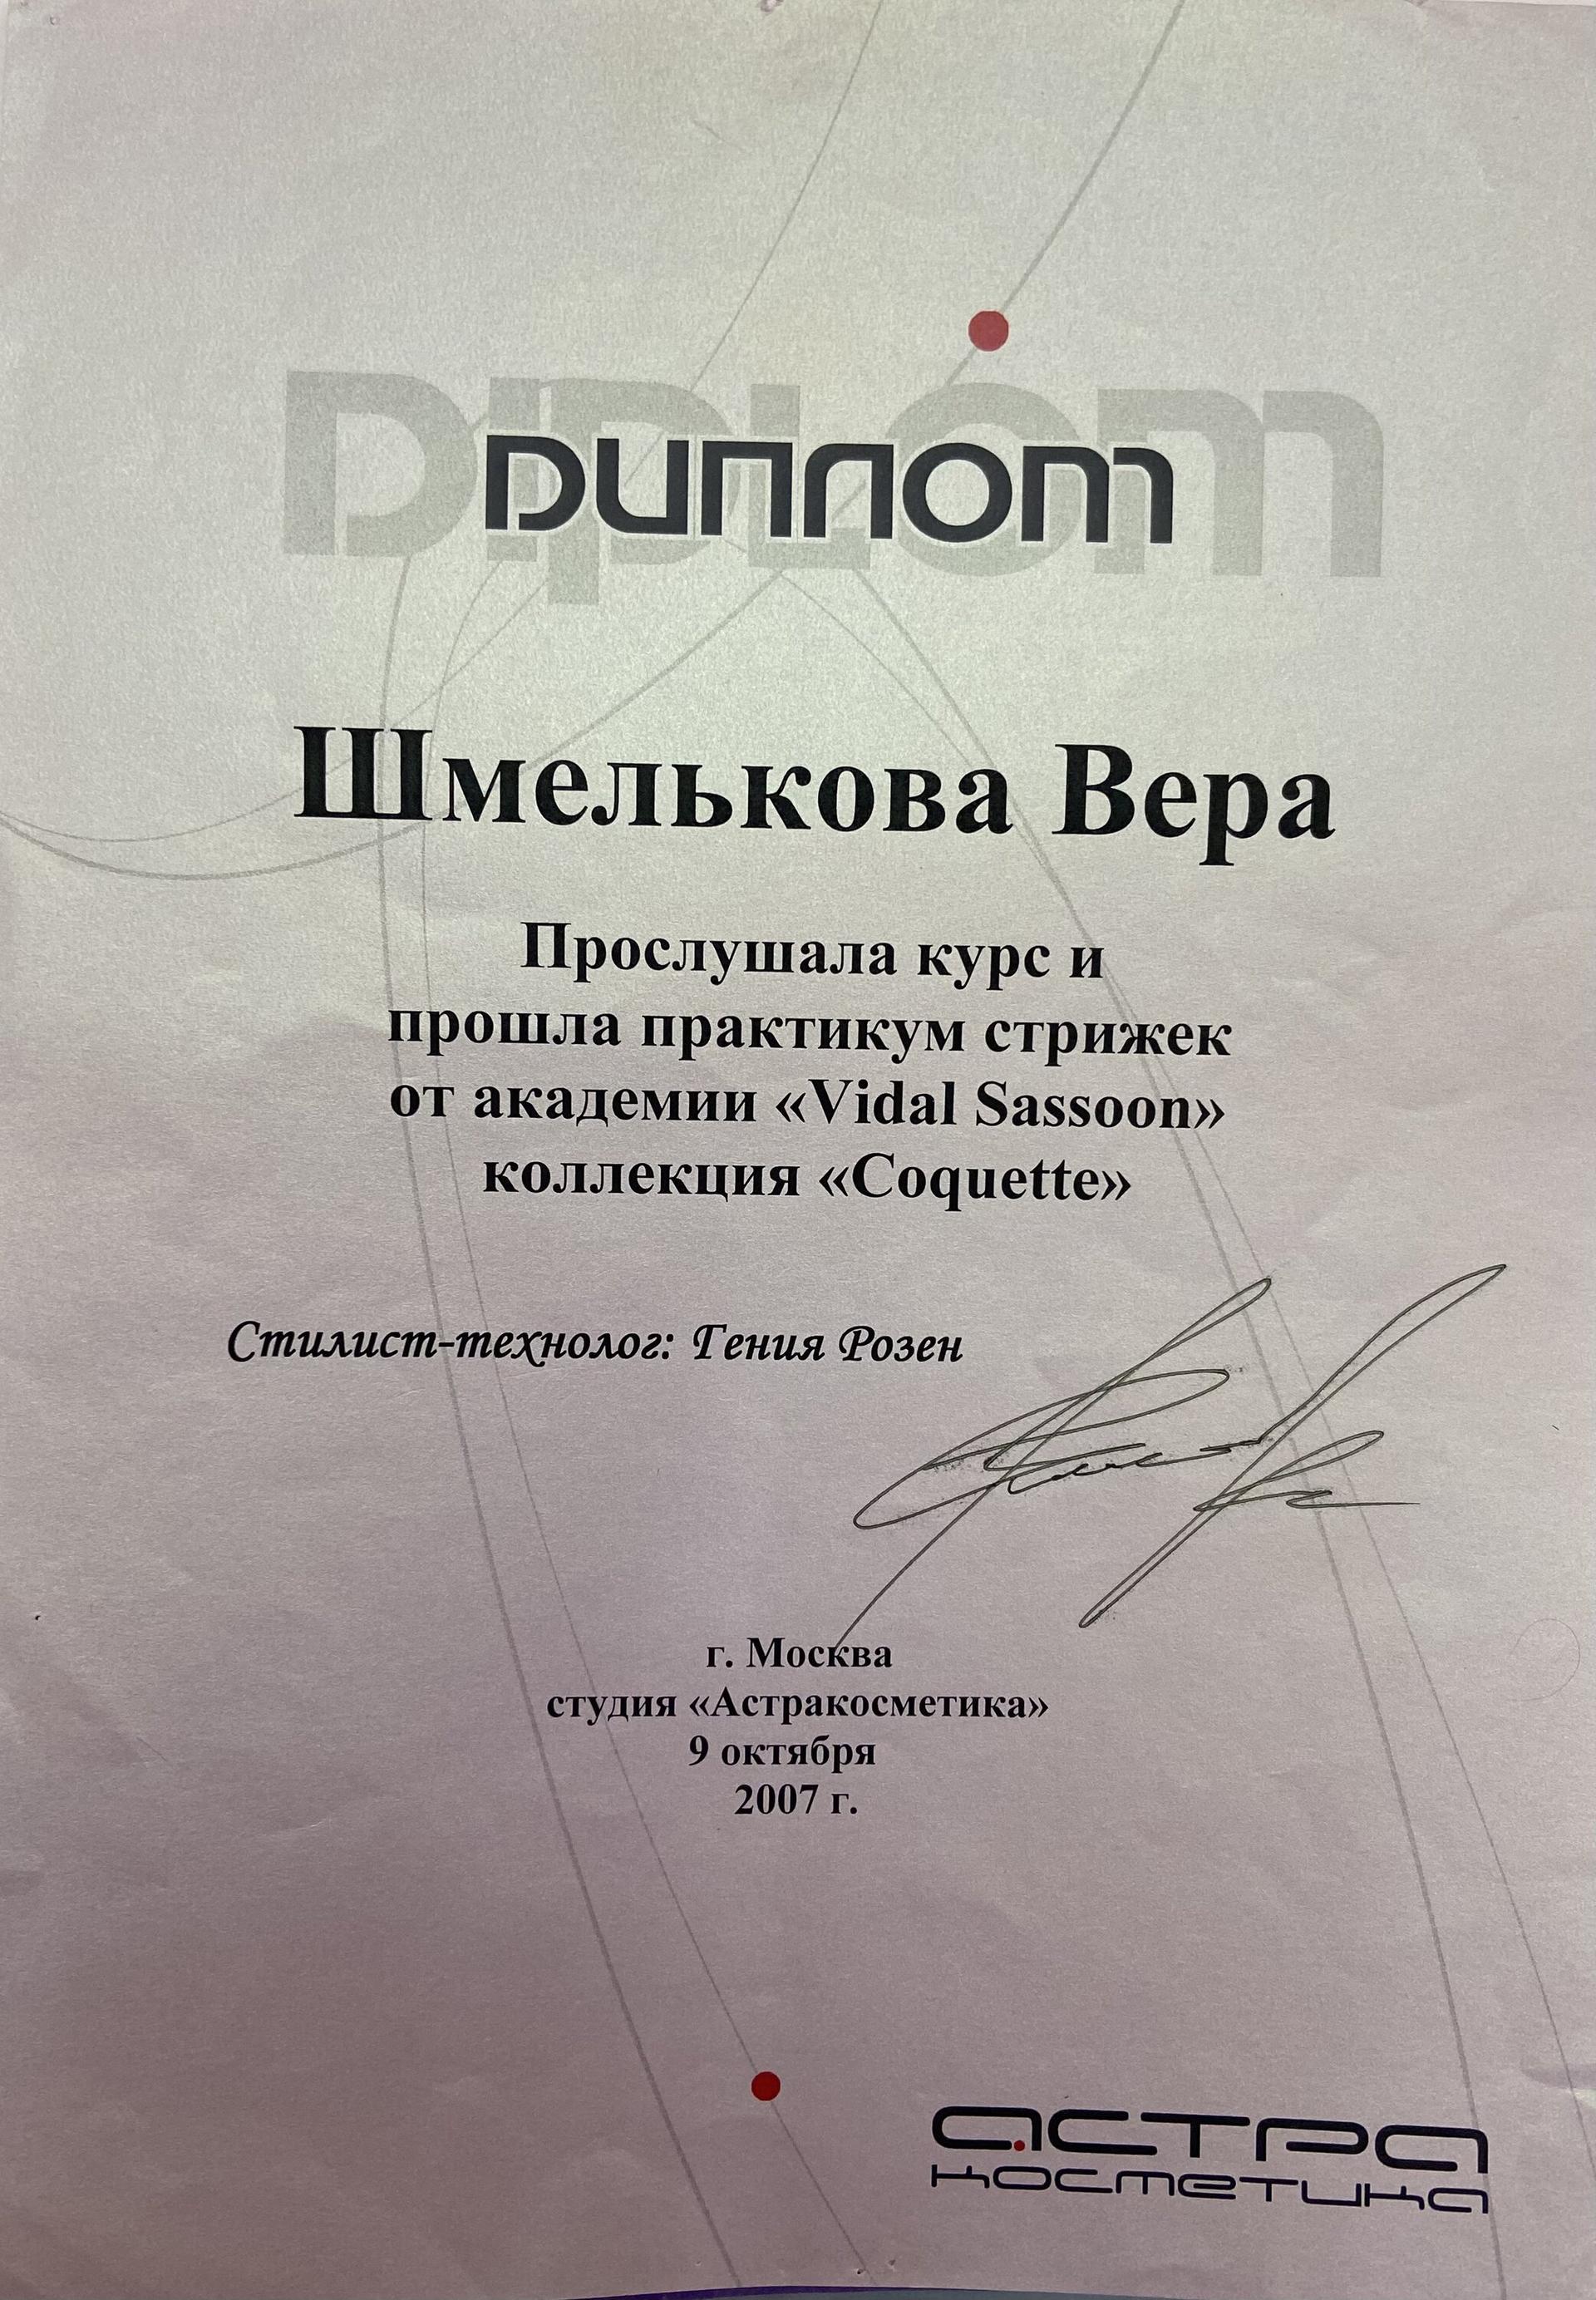 Diplom
Диплом
Шмелькова Вера
Прослушала курс и
прошла практикум стрижек
от академии «Vidal Sassoon»
коллекция «Coquette»
Стилист-технолог: Гения Розен
г. Москва
студия «Астракосметика»
9 октября
2007 г.
астра
косметика